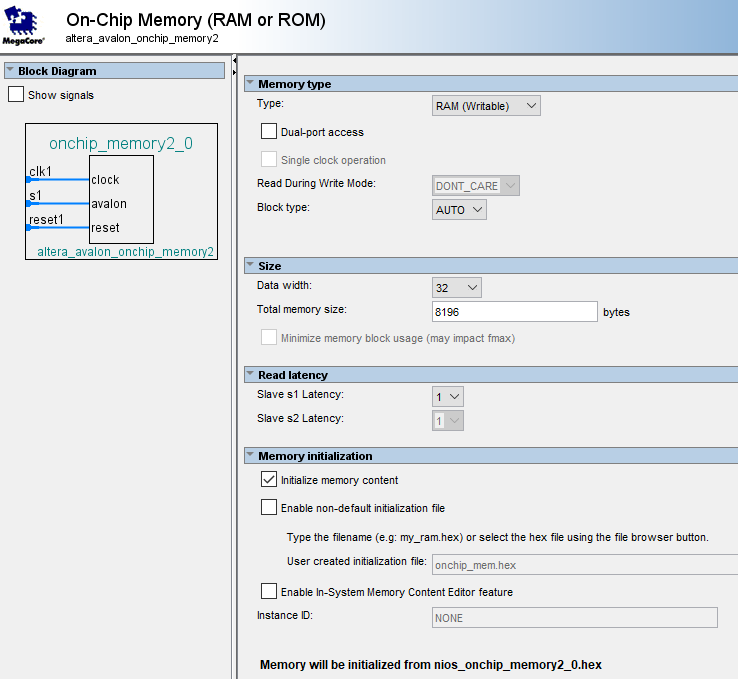 MegaCore®
On-Chip Memory (RAM or ROM)
altera_avalon_onchip_memory2
Block Diagram
Show signals
onchip_memory2_0
clk1
clock
s1
avalon
reset1
reset
altera_avalon_onchip_memory2
Memory type
Type: RAM (Writable)
Dual-port access
Single clock operation
Read During Write Mode: DONT_CARE
Block type: AUTO
Size
Data width: 32
Total memory size: 8196 bytes
Minimize memory block usage (may impact fmax)
Read latency
Slave s1 Latency: 1
Slave s2 Latency: 1
Memory initialization
Initialize memory content
Enable non-default initialization file
Type the filename (e.g: my_ram.hex) or select the hex file using the file browser button.
User created initialization file: onchip_mem.hex
Enable In-System Memory Content Editor feature
Instance ID: NONE
Memory will be initialized from nios_onchip_memory2_0.hex